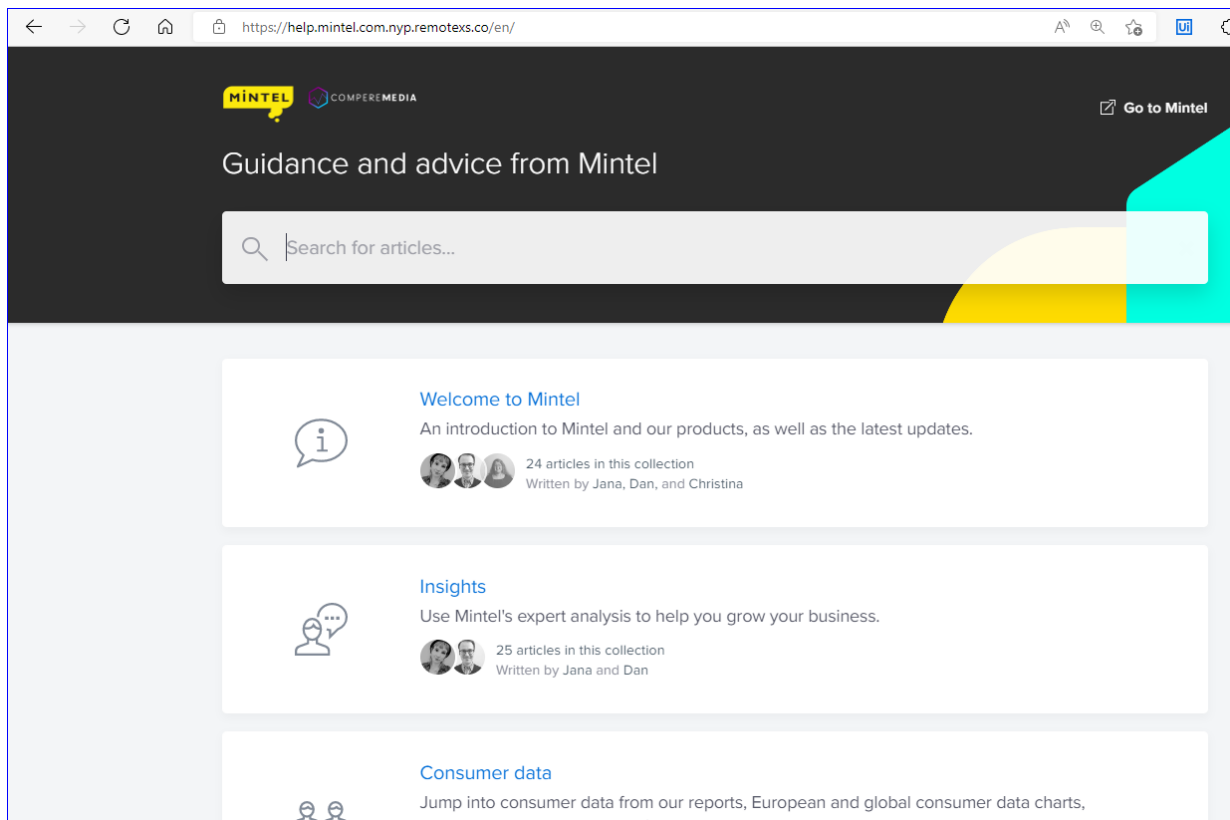 https://help.mintel.com.nyp.remotexs.co/en/
MiNTEL COMPEREMEDIA
Go to Mintel
Guidance and advice from Mintel
Search for articles...
Welcome to Mintel
An introduction to Mintel and our products, as well as the latest updates.
24 articles in this collection
Written by Jana, Dan, and Christina
Insights
Use Mintel's expert analysis to help you grow your business.
25 articles in this collection
Written by Jana and Dan
Consumer data
Jump into consumer data from our reports, European and global consumer data charts,